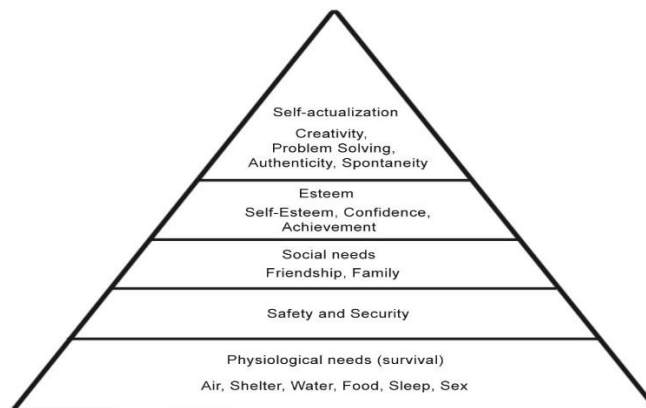 Self-actualization
Creativity,
Problem Solving,
Authenticity, Spontaneity
Esteem
Self-Esteem, Confidence,
Achievement
Social needs
Friendship, Family
Safety and Security
Physiological needs (survival)
Air, Shelter, Water, Food, Sleep, Sex